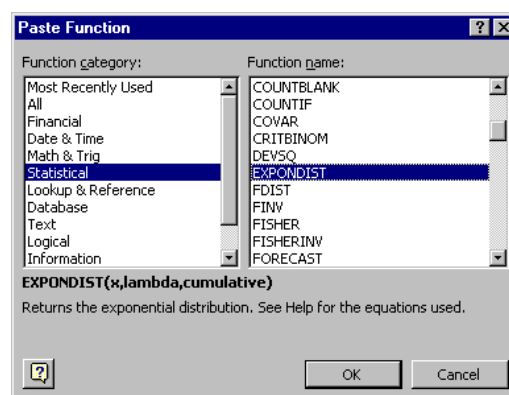 Paste Function
Function category:
Most Recently Used
All
Financial
Date & Time
Math & Trig
Statistical
Lookup & Reference
Database
Text
Logical
Information
Function name:
COUNTBLANK
COUNTIF
COVAR
CRITBINOM
DEVSQ
EXPONDIST
FDIST
FINV
FISHER
FISHERINV
FORECAST
EXPONDIST(x,lambda,cumulative)
Returns the exponential distribution. See Help for the equations used.
OK
Cancel